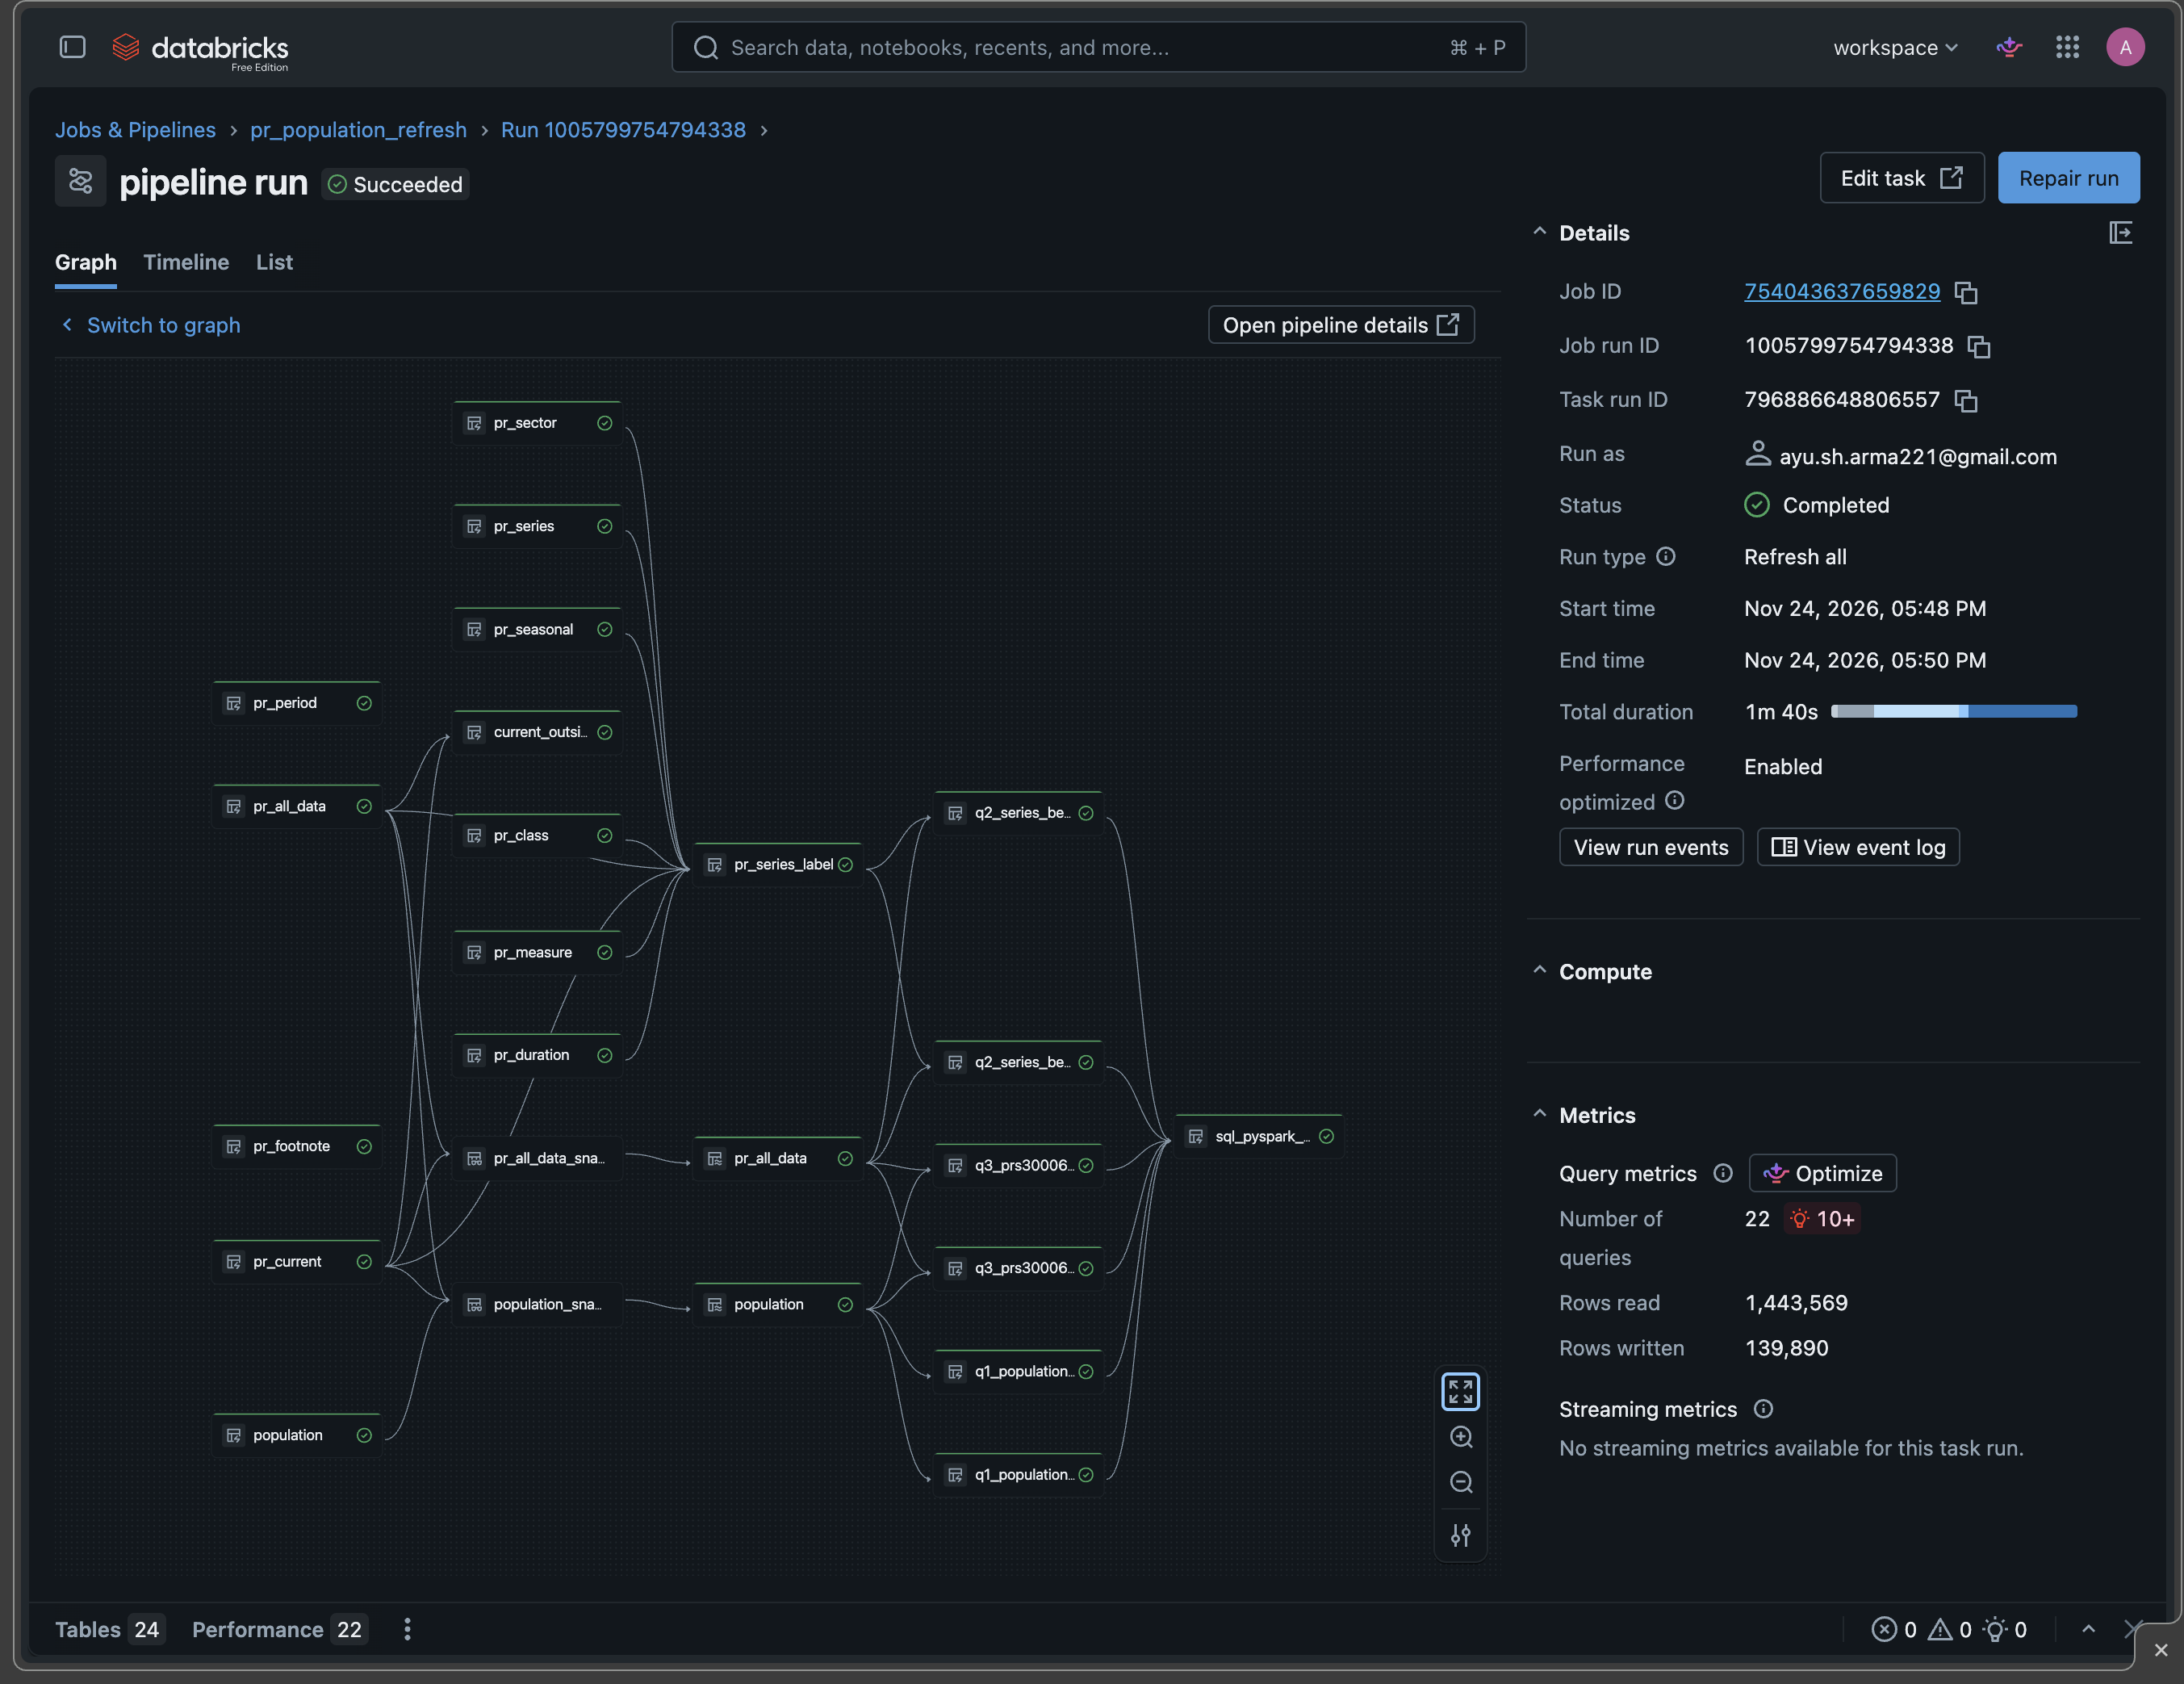 databricks
Free Edition
Search data, notebooks, recents, and more...
⌘ + P
workspace
A
Jobs & Pipelines › pr_population_refresh › Run 1005799754794338 ›
pipeline run
Succeeded
Edit task
Repair run
Graph
Timeline
List
Switch to graph
Open pipeline details
pr_sector
pr_series
pr_seasonal
pr_period
current_outsi...
pr_all_data
pr_class
q2_series_be...
pr_series_label
pr_measure
pr_duration
q2_series_be...
pr_footnote
pr_all_data_sna...
pr_all_data
q3_prs30006...
sql_pyspark_...
pr_current
q3_prs30006...
population_sna...
population
q1_population...
population
q1_population...
Details
Job ID
754043637659829
Job run ID
1005799754794338
Task run ID
796886648806557
Run as
ayu.sh.arma221@gmail.com
Status
Completed
Run type
Refresh all
Start time
Nov 24, 2026, 05:48 PM
End time
Nov 24, 2026, 05:50 PM
Total duration
1m 40s
Performance
optimized
Enabled
View run events
View event log
Compute
Metrics
Query metrics
Optimize
Number of
queries
22
10+
Rows read
1,443,569
Rows written
139,890
Streaming metrics
No streaming metrics available for this task run.
Tables 24
Performance 22
0
0
0